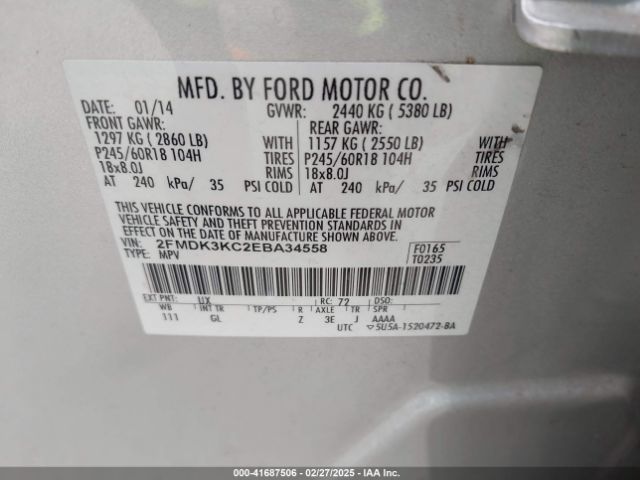 MFD. BY FORD MOTOR CO.
DATE: 01/14 GVWR: 2440 KG ( 5380 LB)
FRONT GAWR: REAR GAWR:
1297 KG ( 2860 LB) WITH 1157 KG ( 2550 LB) WITH
P245/60R18 104H TIRES P245/60R18 104H TIRES
18x8.0J RIMS 18x8.0J RIMS
AT 240 kPa/ 35 PSI COLD AT 240 kPa/ 35 PSI COLD
THIS VEHICLE CONFORMS TO ALL APPLICABLE FEDERAL MOTOR
VEHICLE SAFETY AND THEFT PREVENTION STANDARDS IN
EFFECT ON THE DATE OF MANUFACTURE SHOWN ABOVE.
VIN: 2FMDK3KC2EBA34558 F0165
TYPE: MPV T0235
EXT PNT: UX RC: 72 DSO:
WB INT TR TP/PS R AXLE TR SPR
111 GL Z 3E J AAAA
UTC ▽5U5A-1520472-BA
000-41687506 | 02/27/2025 - IAAI.com